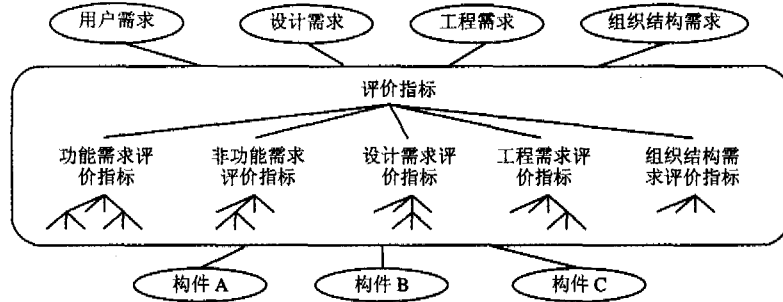 用户需求
设计需求
工程需求
组织结构需求
评价指标
功能需求评
价指标
非功能需求
评价指标
设计需求评
价指标
工程需求评
价指标
组织结构需
求评价指标
构件 A
构件 B
构件 C